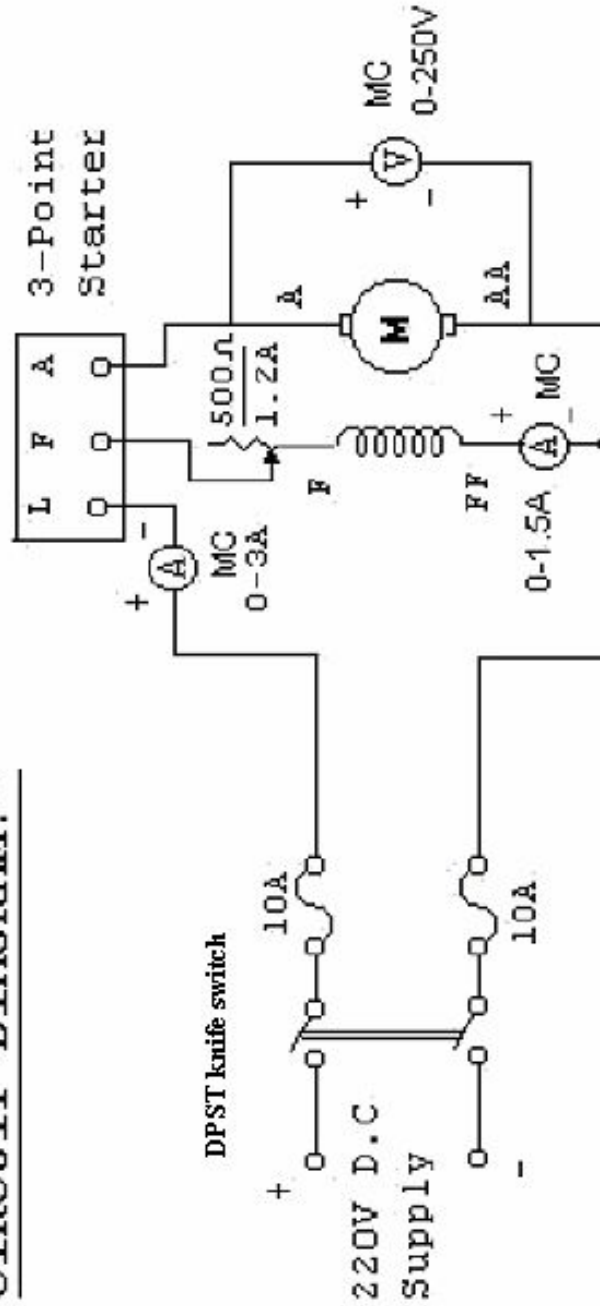 3-Point
Starter
L F A
+
-
A
MC
0-3A
500Ω
1.2A
F
FF
A
+
-
MC
0-1.5A
A
M
AA
+
V
-
MC
0-250V
DPST knife switch
10A
10A
+
220V D.C
Supply
-